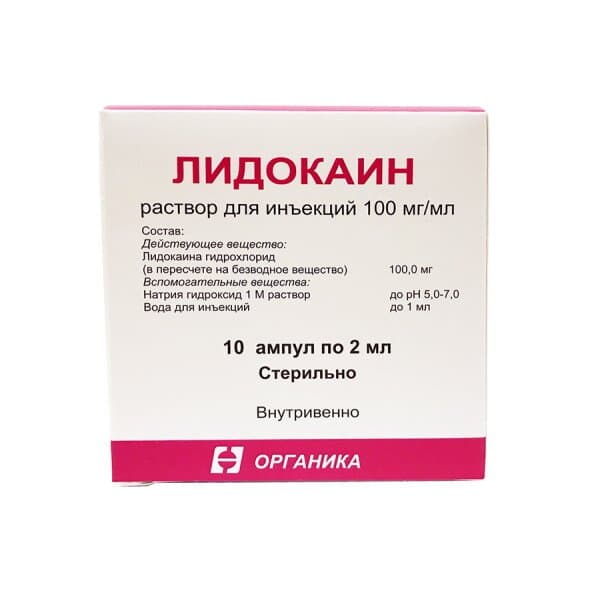 ЛИДОКАИН
раствор для инъекций 100 мг/мл
Состав:
Действующее вещество:
Лидокаина гидрохлорид
(в пересчете на безводное вещество) 100,0 мг
Вспомогательные вещества:
Натрия гидроксид 1 М раствор до рН 5,0-7,0
Вода для инъекций до 1 мл
10 ампул по 2 мл
Стерильно
Внутривенно
ОРГАНИКА